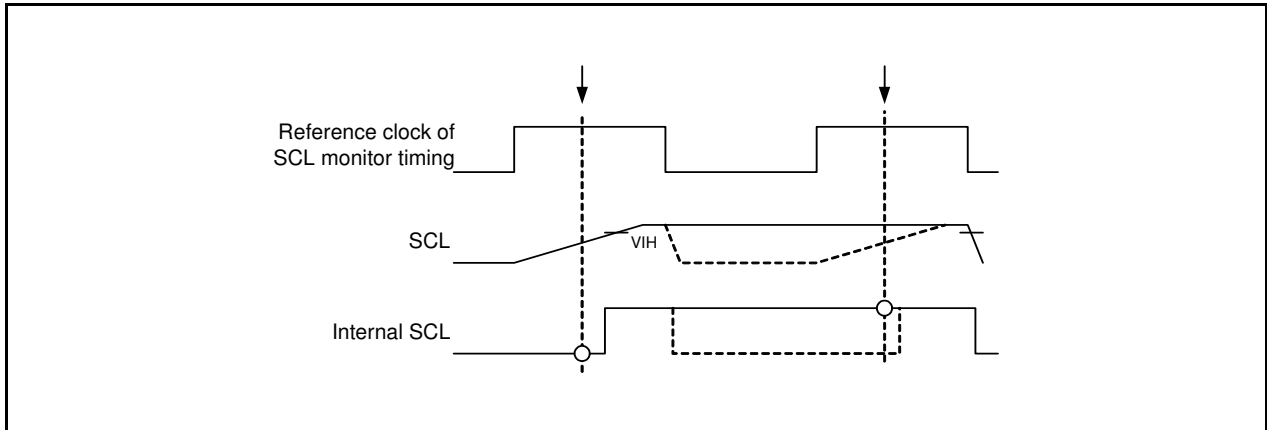 Reference clock of
SCL monitor timing
SCL
VIH
Internal SCL